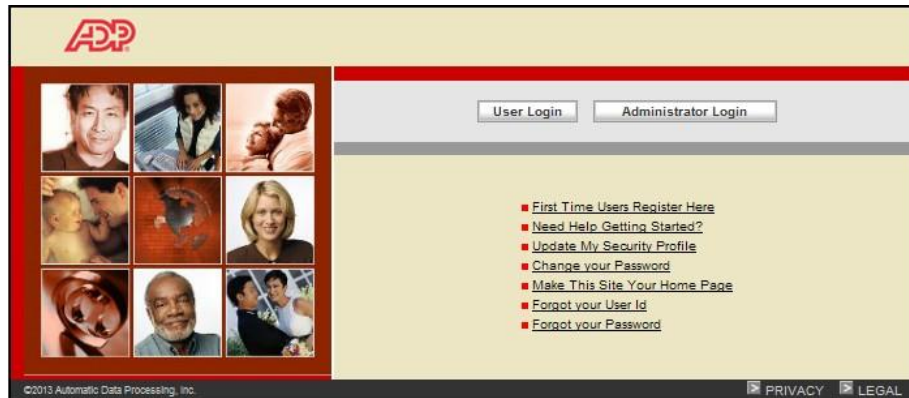 ADP
User Login
Administrator Login
First Time Users Register Here
Need Help Getting Started?
Update My Security Profile
Change your Password
Make This Site Your Home Page
Forgot your User Id
Forgot your Password
©2013 Automatic Data Processing, Inc.
PRIVACY
LEGAL